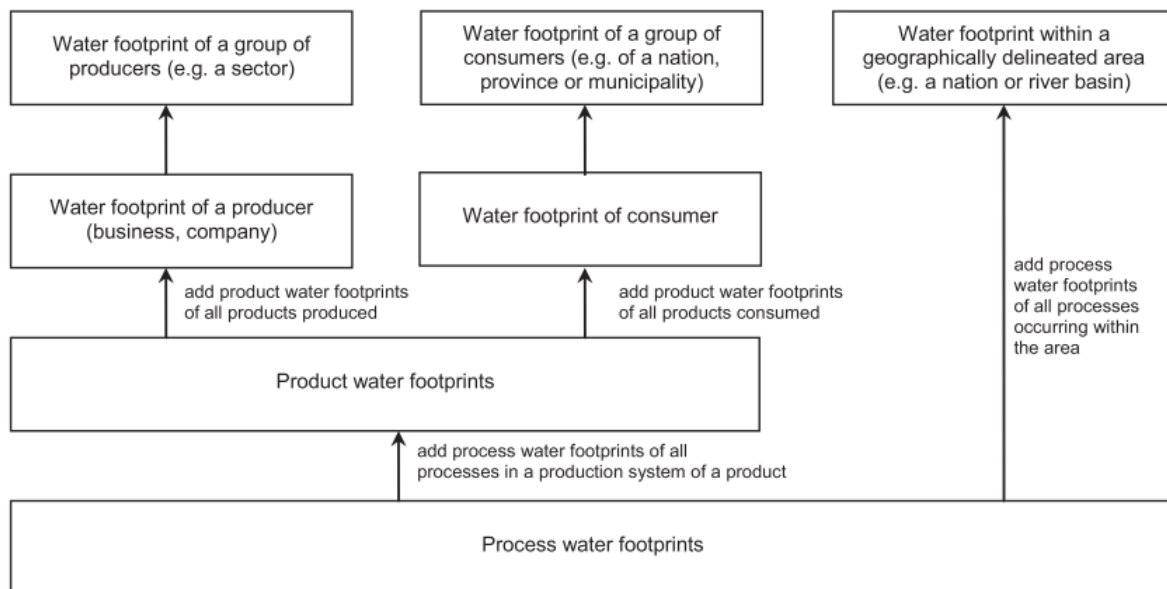 Water footprint of a group of
producers (e.g. a sector)
Water footprint of a group of
consumers (e.g. of a nation,
province or municipality)
Water footprint within a
geographically delineated area
(e.g. a nation or river basin)
Water footprint of a producer
(business, company)
Water footprint of consumer
add product water footprints
of all products produced
add product water footprints
of all products consumed
add process
water footprints
of all processes
occurring within
the area
Product water footprints
add process water footprints of all
processes in a production system of a product
Process water footprints